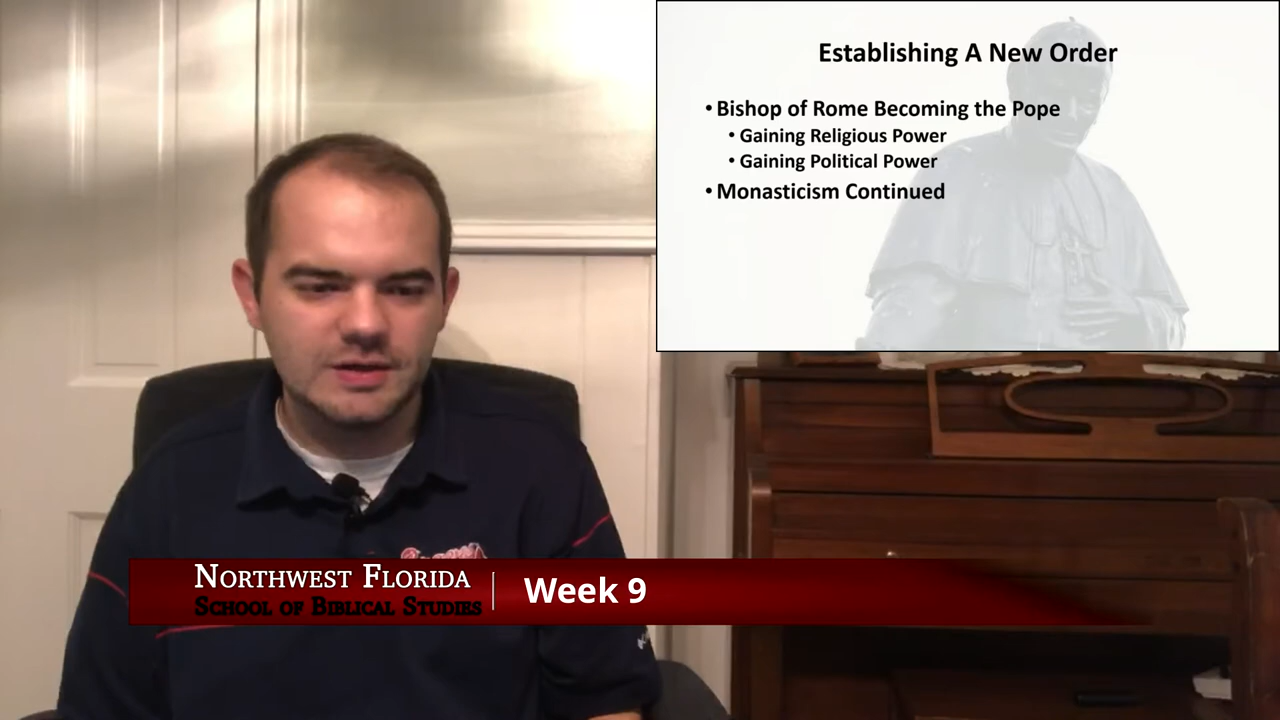 Establishing A New Order
• Bishop of Rome Becoming the Pope
• Gaining Religious Power
• Gaining Political Power
• Monasticism Continued
Northwest Florida
School of Biblical Studies
Week 9